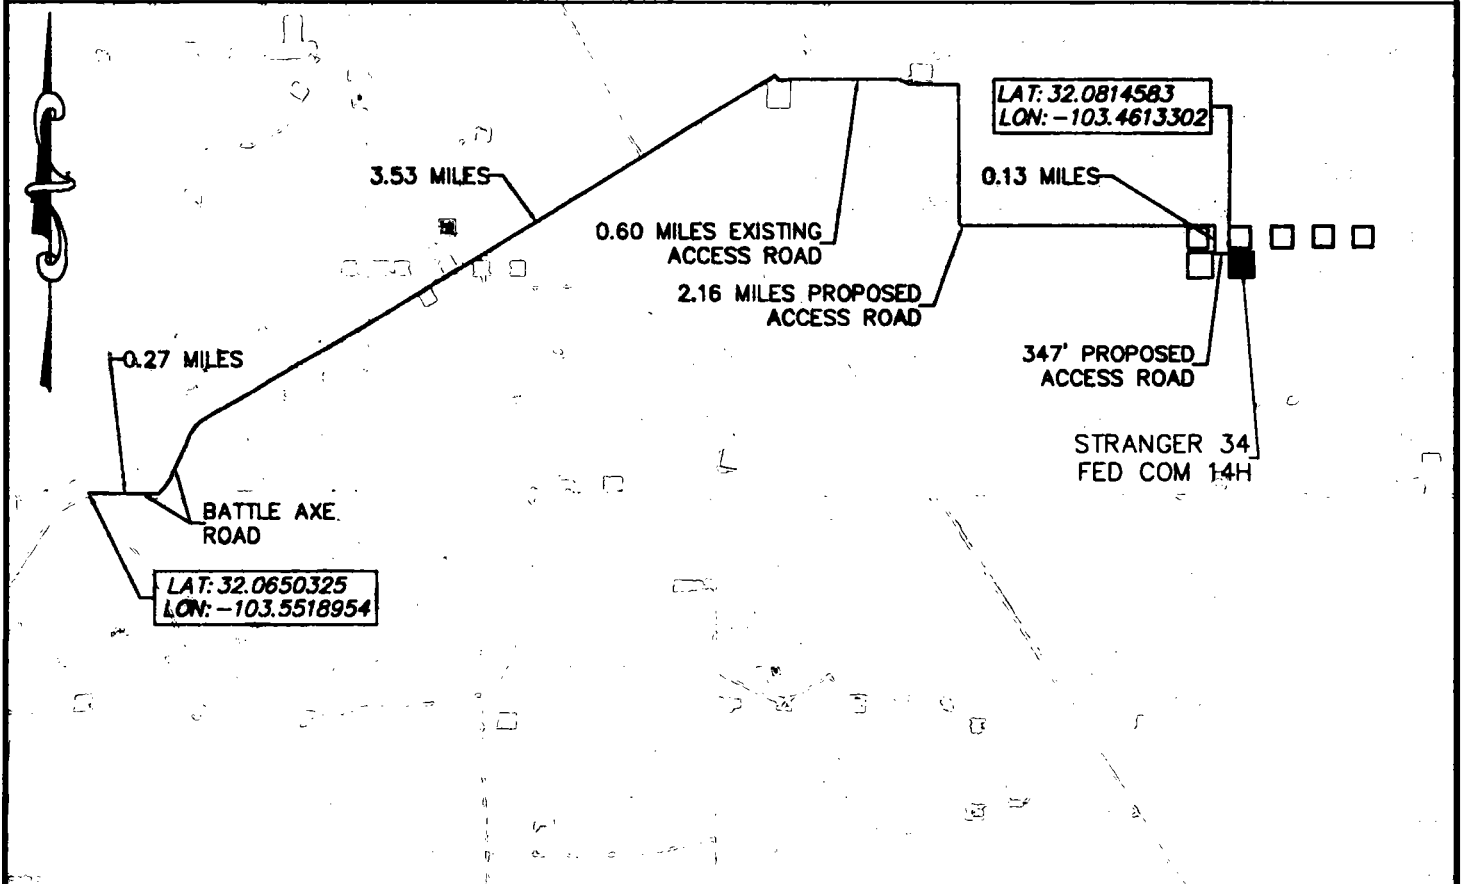 LAT: 32.0814583
LON: -103.4613302
3.53 MILES
0.13 MILES
0.60 MILES EXISTING
ACCESS ROAD
2.16 MILES PROPOSED
ACCESS ROAD
0.27 MILES
347' PROPOSED
ACCESS ROAD
STRANGER 34
FED COM 14H
BATTLE AXE
ROAD
LAT: 32.0650325
LON: -103.5518954